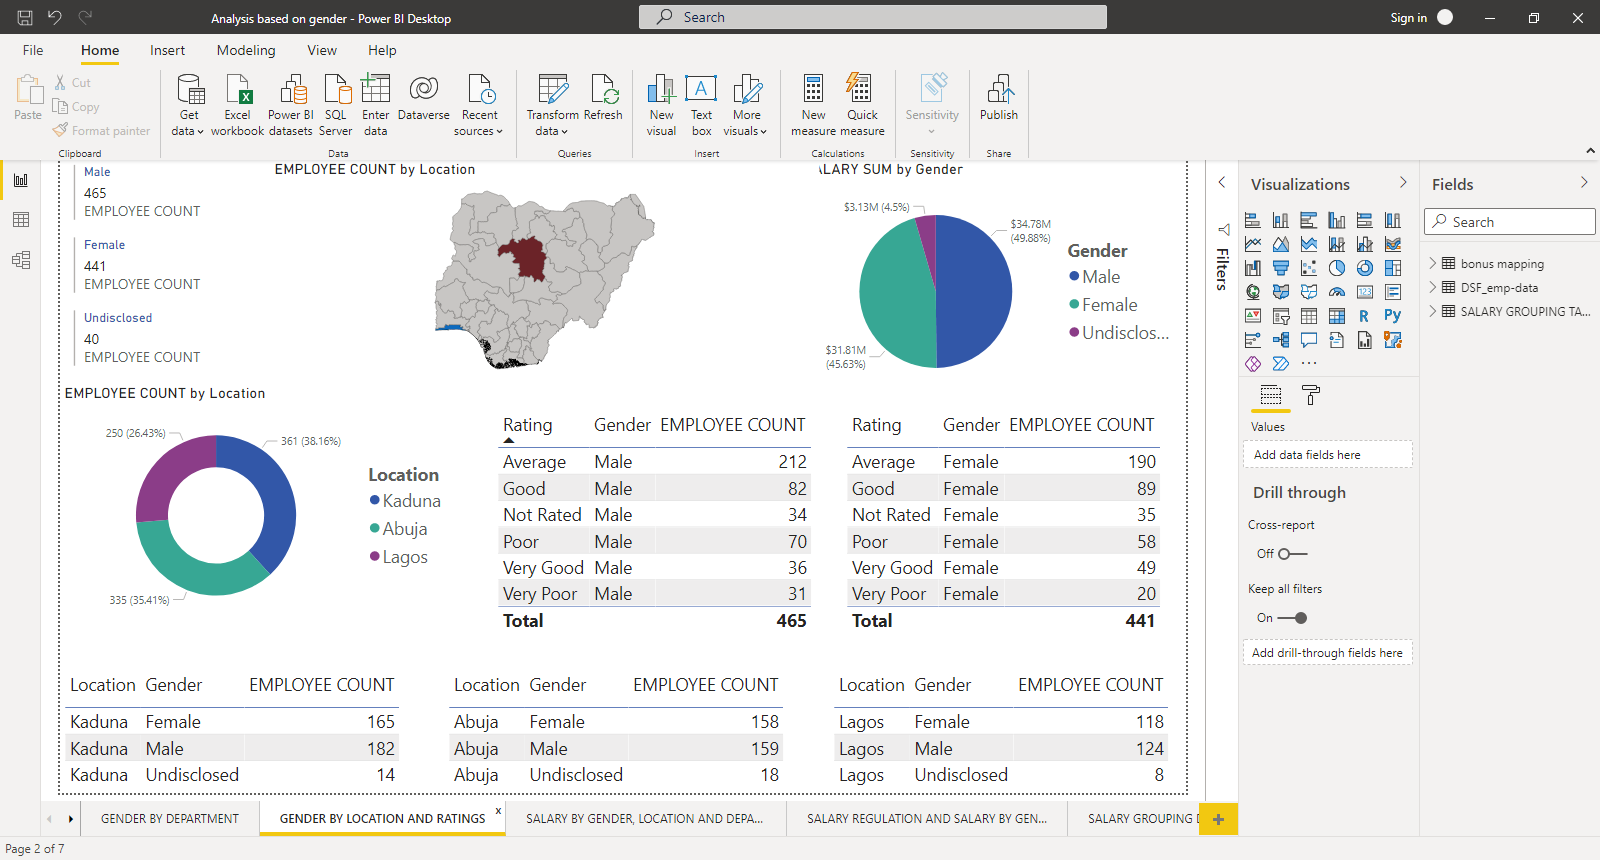 Analysis based on gender - Power BI Desktop
Search
Sign in
File Home Insert Modeling View Help
Paste
Cut
Copy
Format painter
Clipboard
Get data
Excel workbook
Power BI datasets
SQL Server
Enter data
Dataverse
Recent sources
Data
Transform data
Refresh
Queries
New visual
Text box
More visuals
Insert
New measure
Quick measure
Calculations
Sensitivity
Sensitivity
Publish
Share
Male
465
EMPLOYEE COUNT
Female
441
EMPLOYEE COUNT
Undisclosed
40
EMPLOYEE COUNT
EMPLOYEE COUNT by Location
ALARY SUM by Gender
$3.13M (4.5%)
$34.78M
(49.88%)
$31.81M
(45.63%)
Gender
Male
Female
Undisclos...
EMPLOYEE COUNT by Location
250 (26.43%)
361 (38.16%)
335 (35.41%)
Location
Kaduna
Abuja
Lagos
Rating Gender EMPLOYEE COUNT
Average Male 212
Good Male 82
Not Rated Male 34
Poor Male 70
Very Good Male 36
Very Poor Male 31
Total 465
Rating Gender EMPLOYEE COUNT
Average Female 190
Good Female 89
Not Rated Female 35
Poor Female 58
Very Good Female 49
Very Poor Female 20
Total 441
Location Gender EMPLOYEE COUNT
Kaduna Female 165
Kaduna Male 182
Kaduna Undisclosed 14
Location Gender EMPLOYEE COUNT
Abuja Female 158
Abuja Male 159
Abuja Undisclosed 18
Location Gender EMPLOYEE COUNT
Lagos Female 118
Lagos Male 124
Lagos Undisclosed 8
Filters
Visualizations
123
R
Py
...
Values
Add data fields here
Drill through
Cross-report
Off
Keep all filters
On
Add drill-through fields here
Fields
Search
bonus mapping
DSF_emp-data
SALARY GROUPING TA...
GENDER BY DEPARTMENT
GENDER BY LOCATION AND RATINGS
x
SALARY BY GENDER, LOCATION AND DEPA...
SALARY REGULATION AND SALARY BY GEN...
SALARY GROUPING D
+
Page 2 of 7